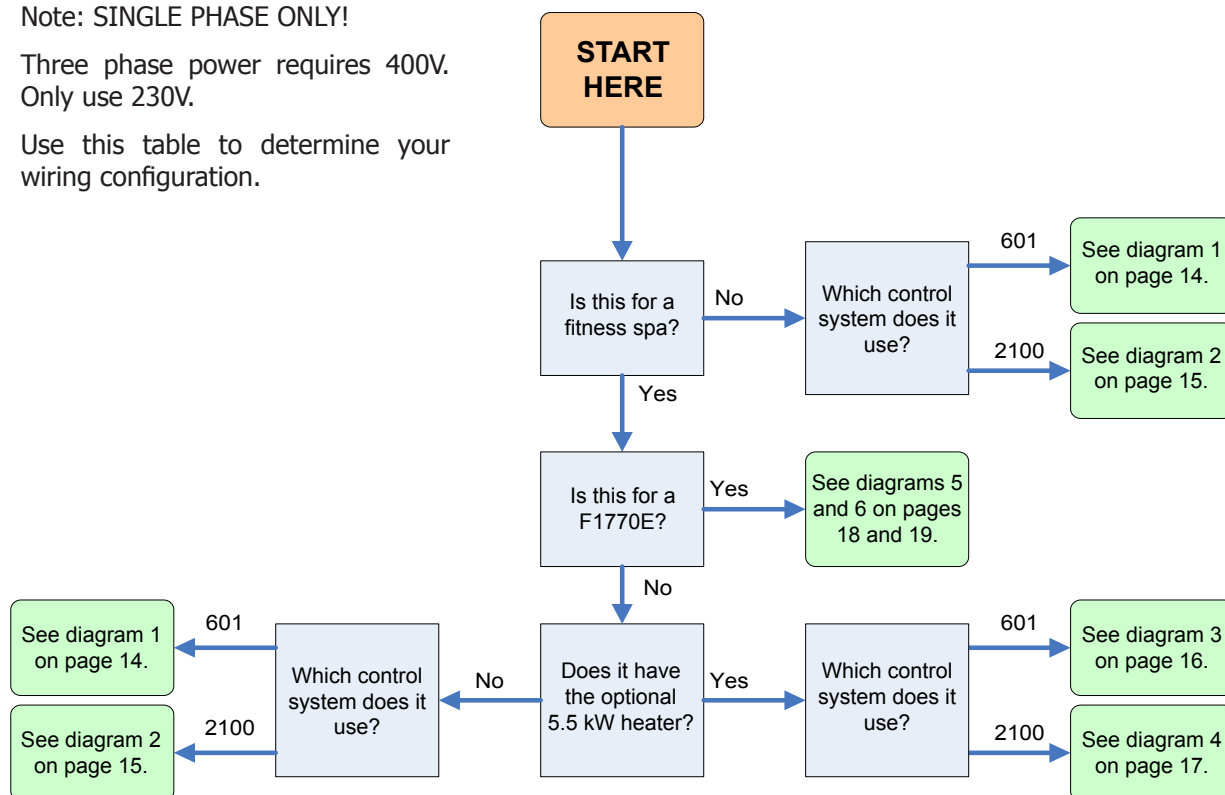 Note: SINGLE PHASE ONLY!
Three phase power requires 400V.
Only use 230V.
Use this table to determine your
wiring configuration.
START
HERE
Is this for a
fitness spa?
No
Which control
system does it
use?
601
See diagram 1
on page 14.
2100
See diagram 2
on page 15.
Yes
Is this for a
F1770E?
Yes
See diagrams 5
and 6 on pages
18 and 19.
No
Does it have
the optional
5.5 kW heater?
No
Which control
system does it
use?
601
See diagram 1
on page 14.
2100
See diagram 2
on page 15.
Yes
Which control
system does it
use?
601
See diagram 3
on page 16.
2100
See diagram 4
on page 17.